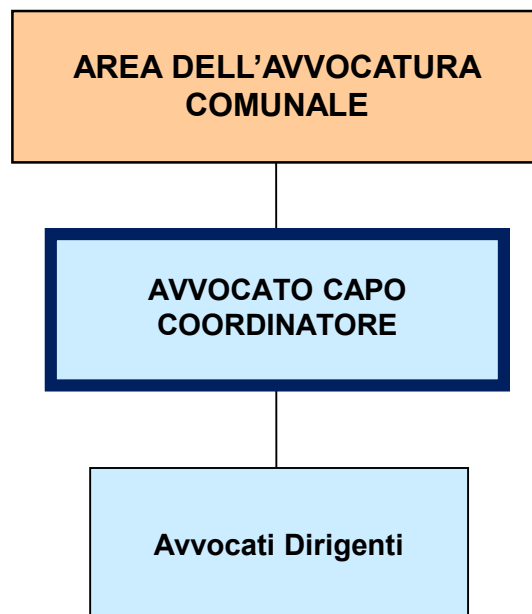 AREA DELL’AVVOCATURA
COMUNALE
AVVOCATO CAPO
COORDINATORE
Avvocati Dirigenti